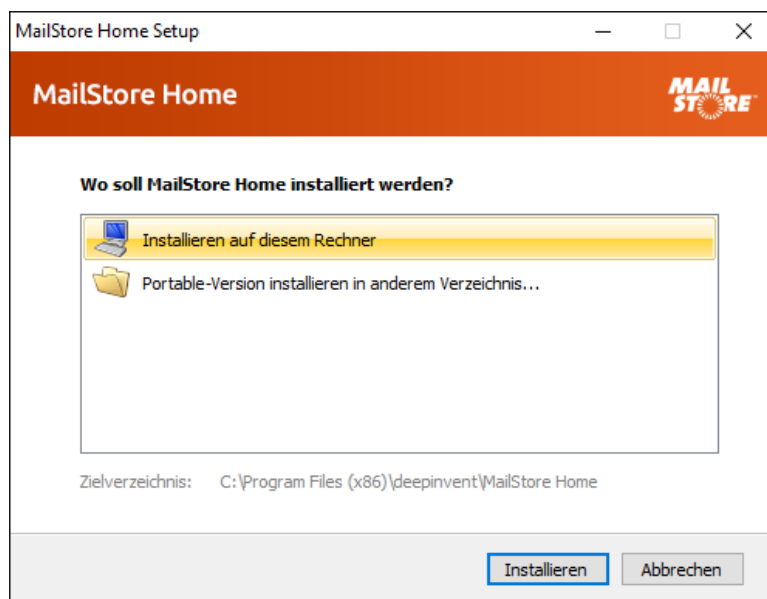 MailStore Home Setup
MailStore Home
MAIL
STORE
Wo soll MailStore Home installiert werden?
Installieren auf diesem Rechner
Portable-Version installieren in anderem Verzeichnis...
Zielverzeichnis: C:\Program Files (x86)\deepinvent\MailStore Home
Installieren Abbrechen